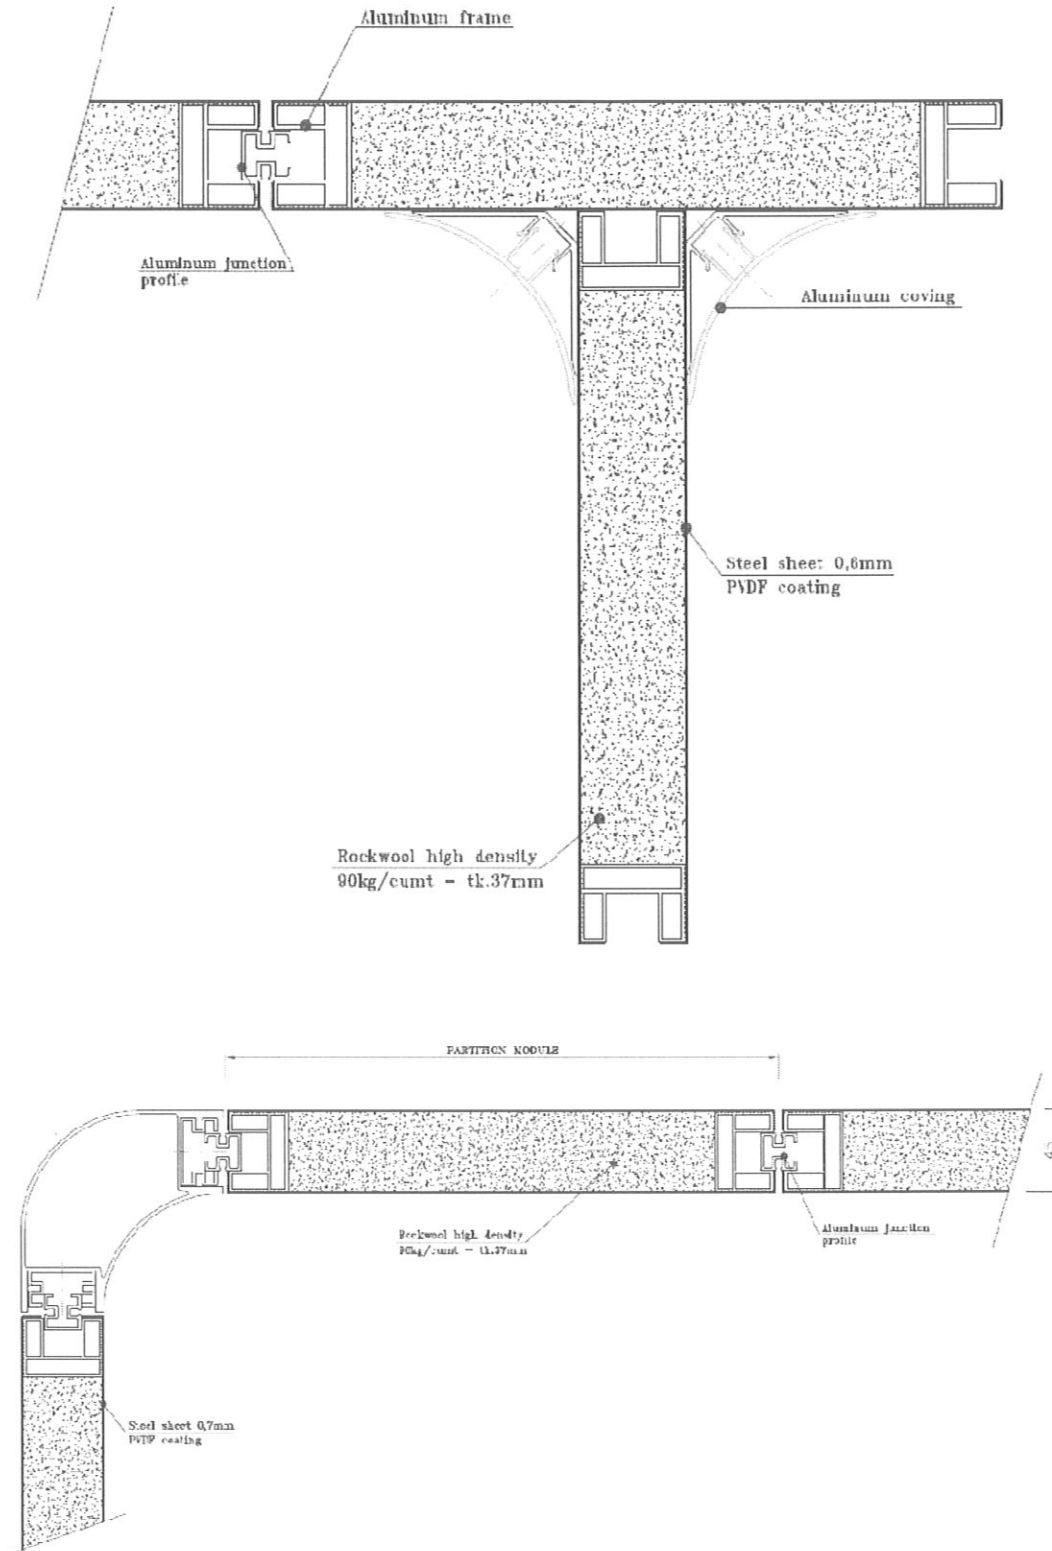 Aluminum frame
Aluminum junction
profile
Aluminum coving
Steel sheet 0,6mm
PVDF coating
Rockwool high density
90kg/cumt - tk.37mm
PARTITION MODULE
Rockwool high density
90kg/cumt - tk.37mm
Aluminum junction
profile
Steel sheet 0,7mm
PVDF coating